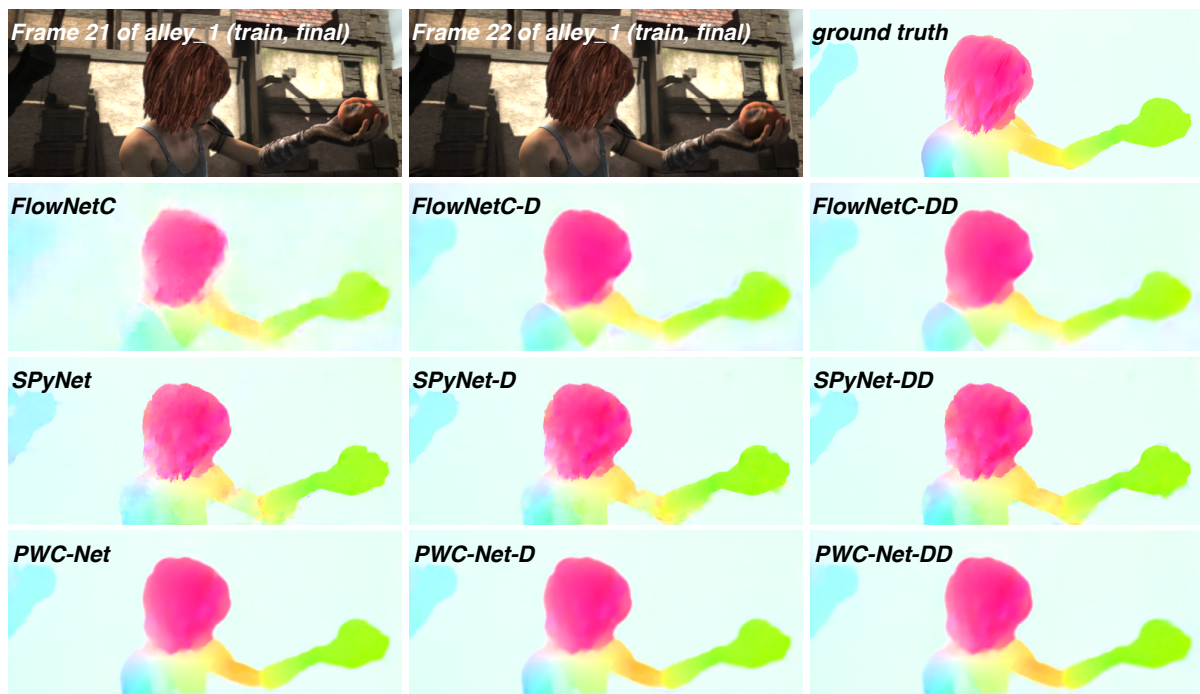 Frame 21 of alley_1 (train, final)
Frame 22 of alley_1 (train, final)
ground truth
FlowNetC
FlowNetC-D
FlowNetC-DD
SPyNet
SPyNet-D
SPyNet-DD
PWC-Net
PWC-Net-D
PWC-Net-DD